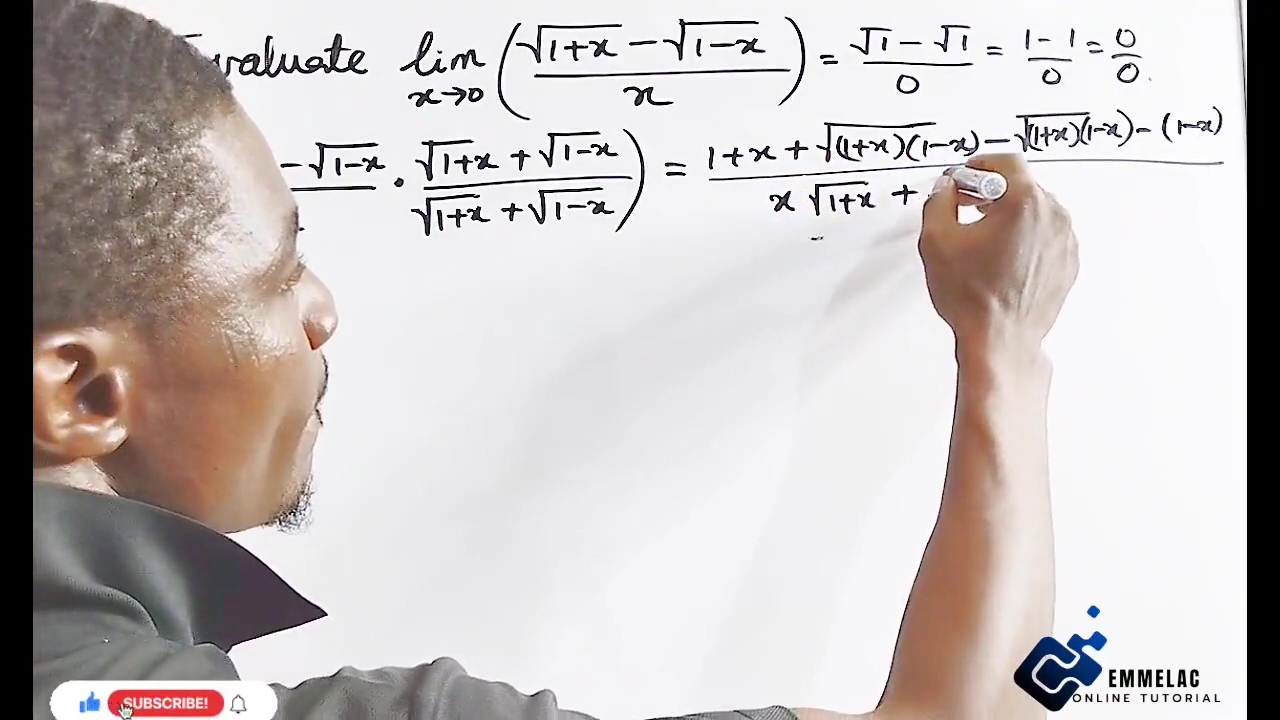 valuate lim x→0 (√1+x − √1−x / x) = √1 − √1 / 0 = 1 − 1 / 0 = 0/0.
− √1−x · √1+x + √1−x / √1+x + √1−x) = 1 + x + √(1+x)(1−x) − √(1+x)(1−x) − (1−x) / x √1+x +
SUBSCRIBE!
EMMELAC
ONLINE TUTORIAL